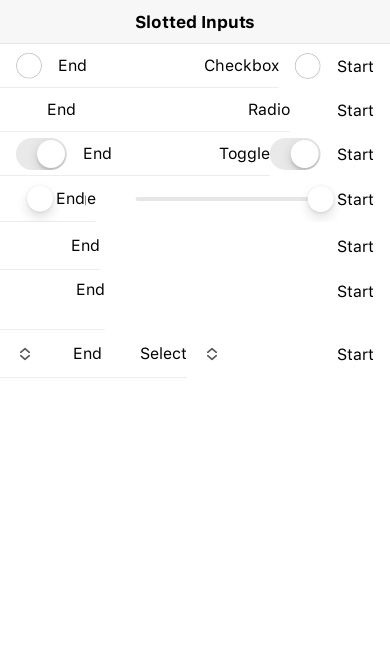 Slotted Inputs
End Checkbox Start
End Radio Start
End Toggle Start
End e Start
End Start
End Start
End Select Start